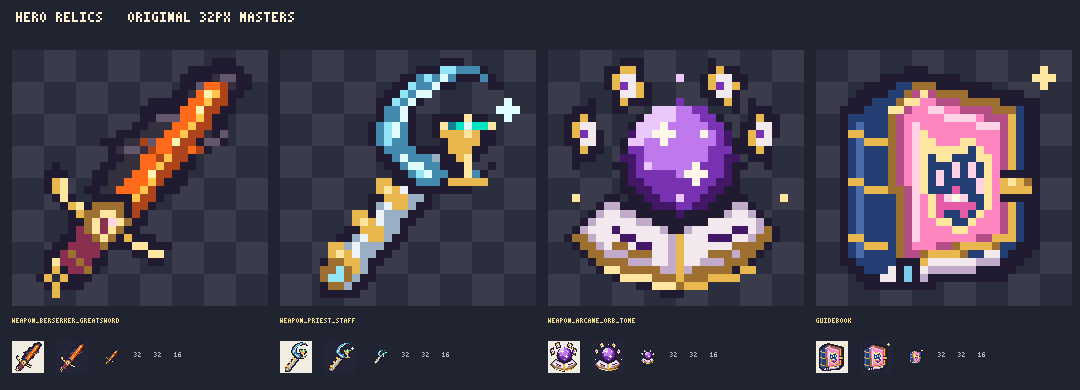 HERO RELICS ORIGINAL 32PX MASTERS
WEAPON_BERSERKER_GREATSWORD
WEAPON_PRIEST_STAFF
WEAPON_ARCANE_ORB_TOME
GUIDEBOOK
32 32 16
32 32 16
32 32 16
32 32 16